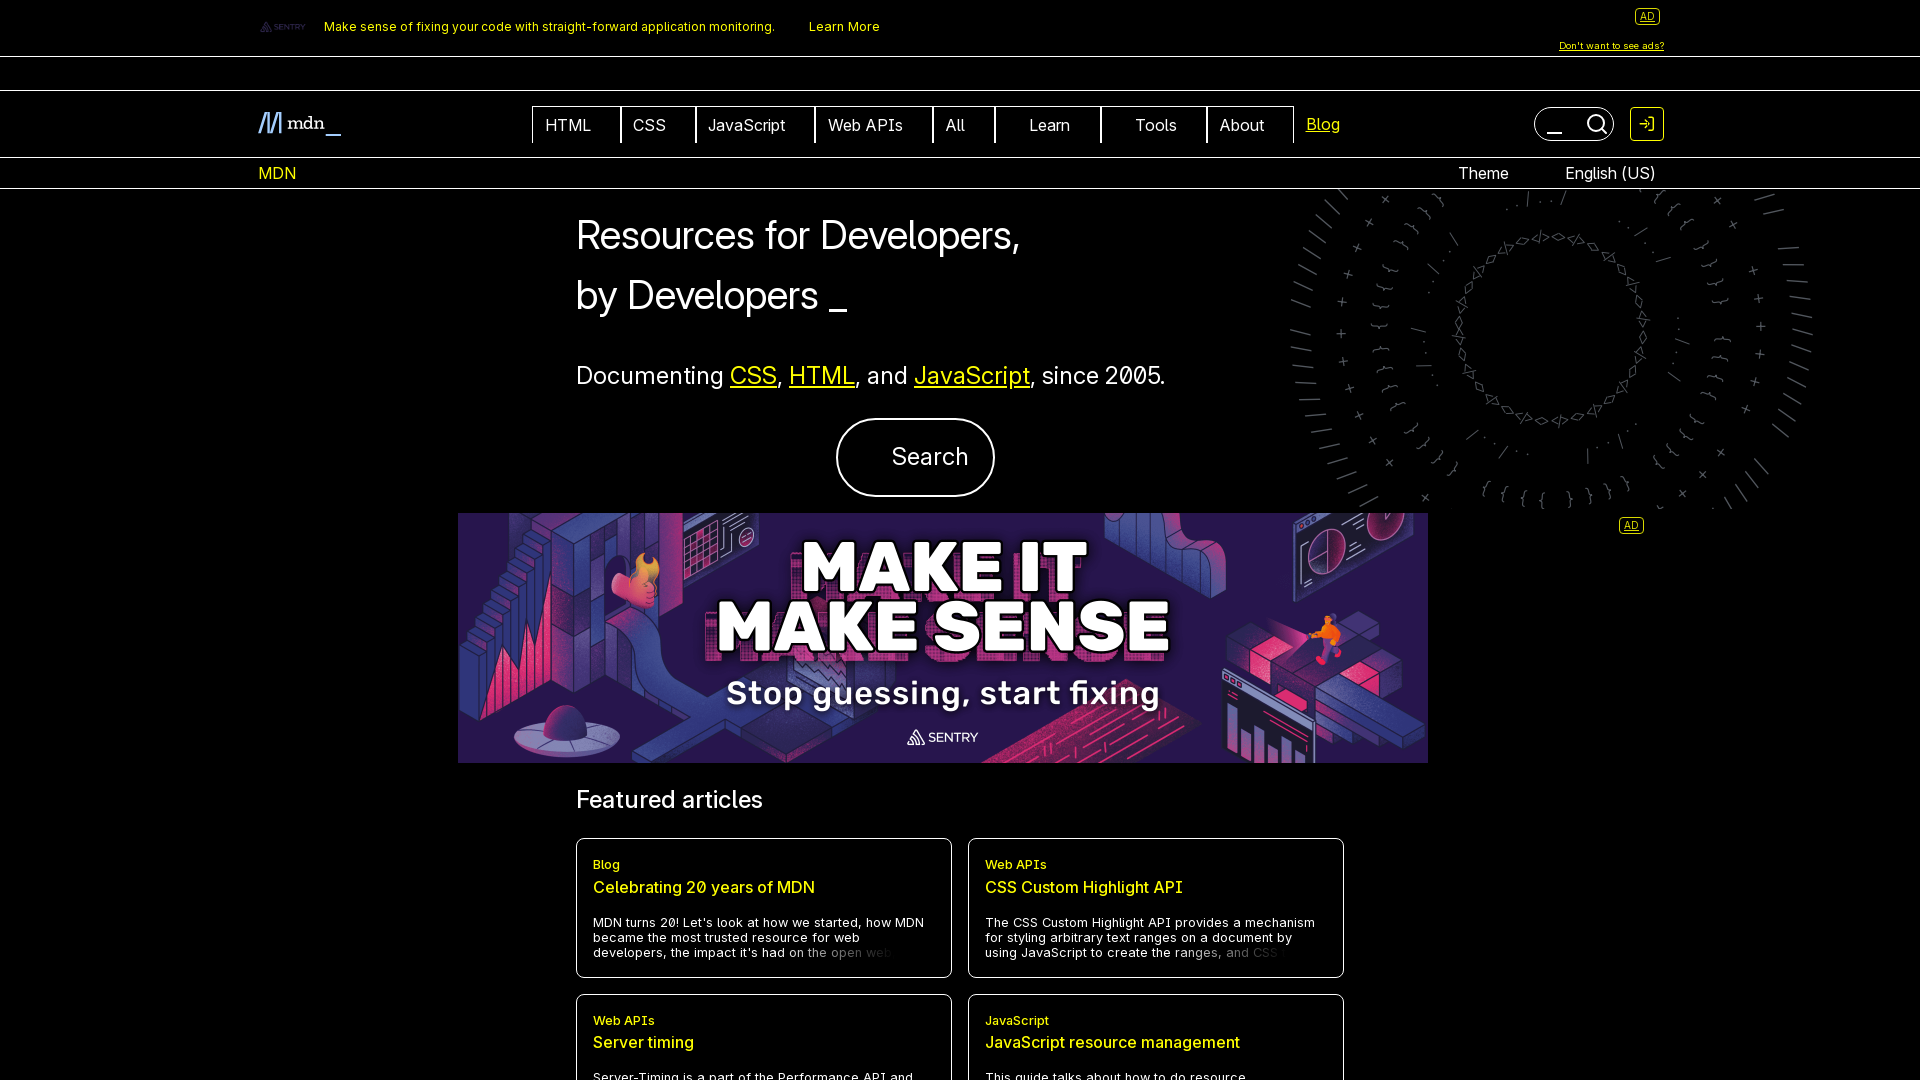 SENTRY Make sense of fixing your code with straight-forward application monitoring. Learn More AD
Don't want to see ads?
mdn_ HTML CSS JavaScript Web APIs All Learn Tools About Blog
MDN Theme English (US)
Resources for Developers,
by Developers _
Documenting CSS, HTML, and JavaScript, since 2005.
Search
AD
MAKE IT
MAKE SENSE
Stop guessing, start fixing
SENTRY
Featured articles
Blog
Celebrating 20 years of MDN
MDN turns 20! Let's look at how we started, how MDN
became the most trusted resource for web
developers, the impact it's had on the open web
Web APIs
CSS Custom Highlight API
The CSS Custom Highlight API provides a mechanism
for styling arbitrary text ranges on a document by
using JavaScript to create the ranges, and CSS
Web APIs
Server timing
Server-Timing is a part of the Performance API and
JavaScript
JavaScript resource management
This guide talks about how to do resource